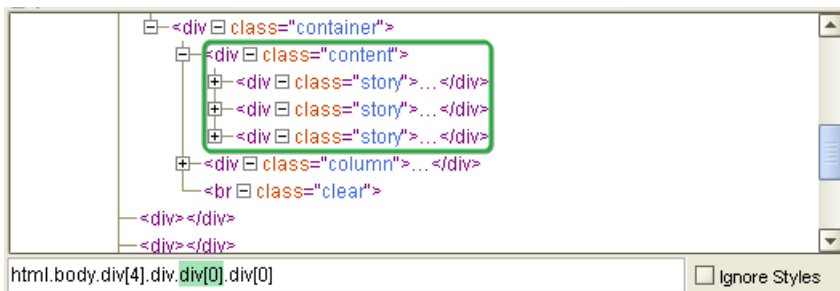 <div class="container">
<div class="content">
<div class="story">...</div>
<div class="story">...</div>
<div class="story">...</div>
<div class="column">...</div>
<br class="clear">
<div></div>
<div></div>
html.body.div[4].div.div[0].div[0]
Ignore Styles